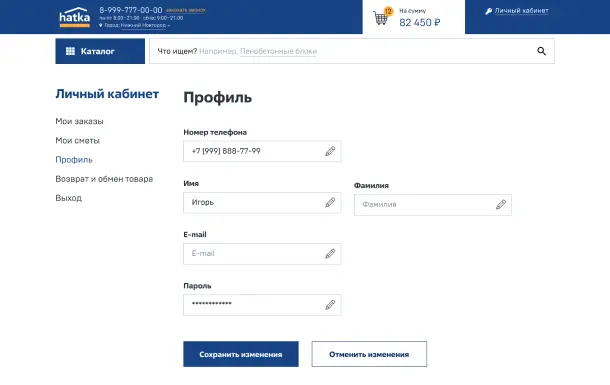 hatka
8-999-777-00-00 заказать звонок
пн-пт 8:00-21:00 сб-вс 9:00-21:00
Город: Нижний Новгород
12
На сумму
82 450 ₽
Личный кабинет
Каталог
Что ищем? Например, Пенобетонные блоки
Личный кабинет
Мои заказы
Мои сметы
Профиль
Возврат и обмен товара
Выход
Профиль
Номер телефона
+7 (999) 888-77-99
Имя
Игорь
Фамилия
Фамилия
E-mail
E-mail
Пароль
************
Сохранить изменения
Отменить изменения